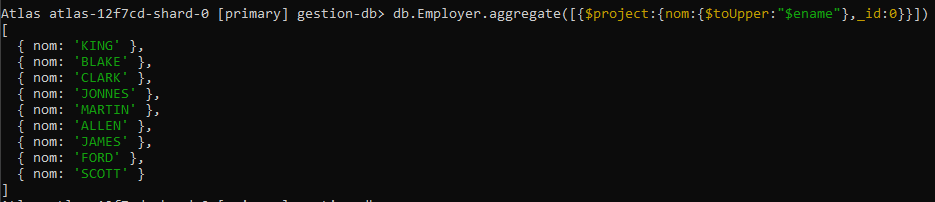 Atlas atlas-12f7cd-shard-0 [primary] gestion-db> db.Employer.aggregate([{$project:{nom:{$toUpper:"$ename"},_id:0}}])
[
  { nom: 'KING' },
  { nom: 'BLAKE' },
  { nom: 'CLARK' },
  { nom: 'JONNES' },
  { nom: 'MARTIN' },
  { nom: 'ALLEN' },
  { nom: 'JAMES' },
  { nom: 'FORD' },
  { nom: 'SCOTT' }
]